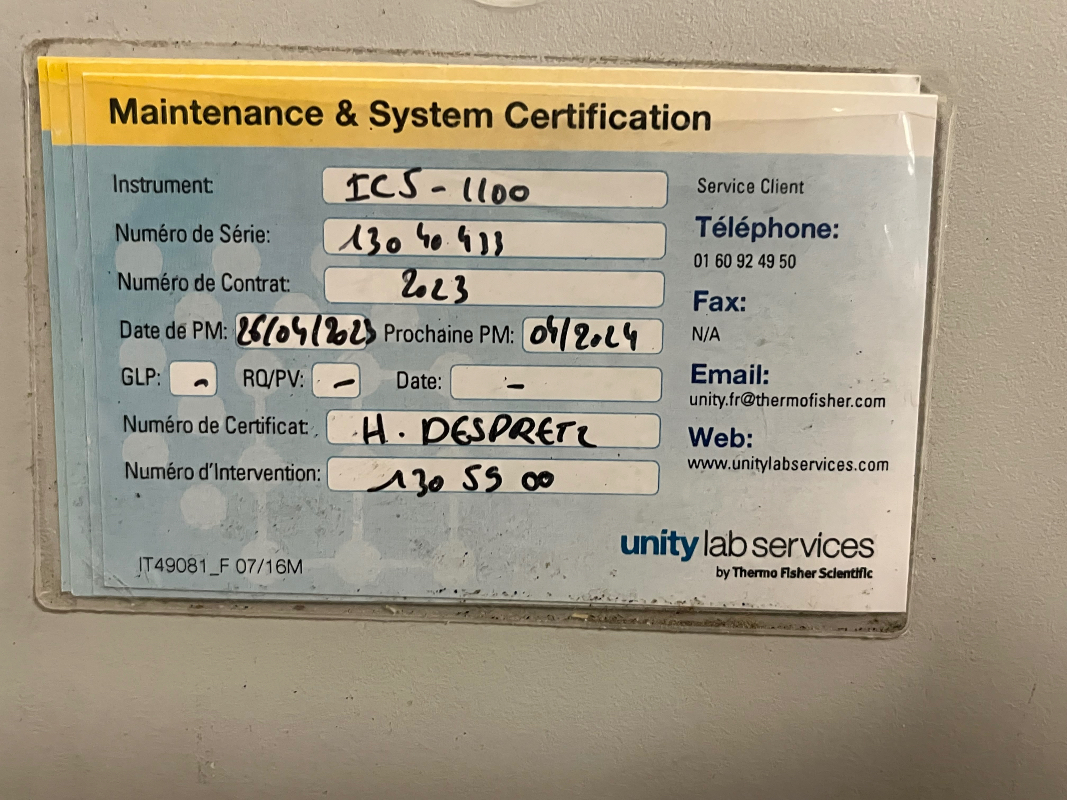 Maintenance & System Certification
Instrument: ICS - 1100
Numéro de Série: 130 40 433
Numéro de Contrat: 2023
Date de PM: 26/04/2023 Prochaine PM: 04/2024
GLP: - RQ/PV: - Date: -
Numéro de Certificat: H. DESPRETZ
Numéro d'Intervention: 130 55 00
IT49081_F 07/16M
Service Client
Téléphone:
01 60 92 49 50
Fax:
N/A
Email:
unity.fr@thermofisher.com
Web:
www.unitylabservices.com
unity lab services
by Thermo Fisher Scientific